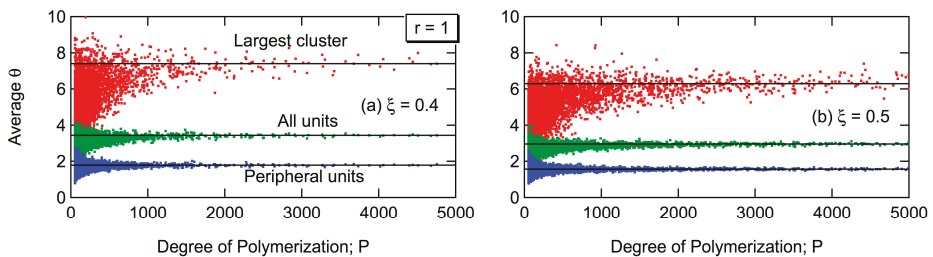 10
8
6
4
2
0
Average θ
Largest cluster
r = 1
(a) ξ = 0.4
All units
Peripheral units
0 1000 2000 3000 4000 5000
Degree of Polymerization; P
10
8
6
4
2
0
(b) ξ = 0.5
0 1000 2000 3000 4000 5000
Degree of Polymerization; P